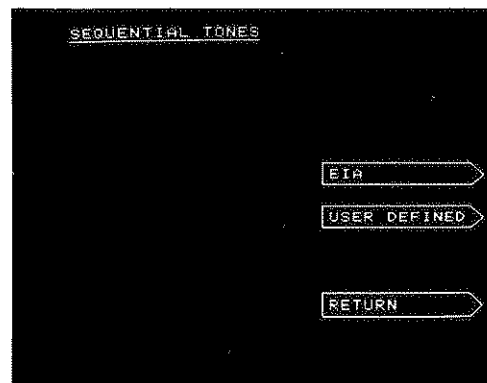 SEQUENTIAL TONES
EIA
USER DEFINED
RETURN